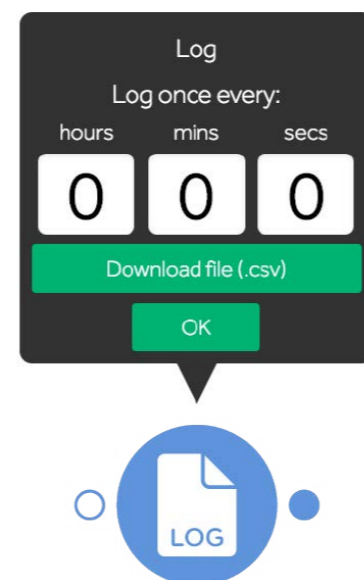 Log
Log once every:
hours mins secs
0 0 0
Download file (.csv)
OK
LOG